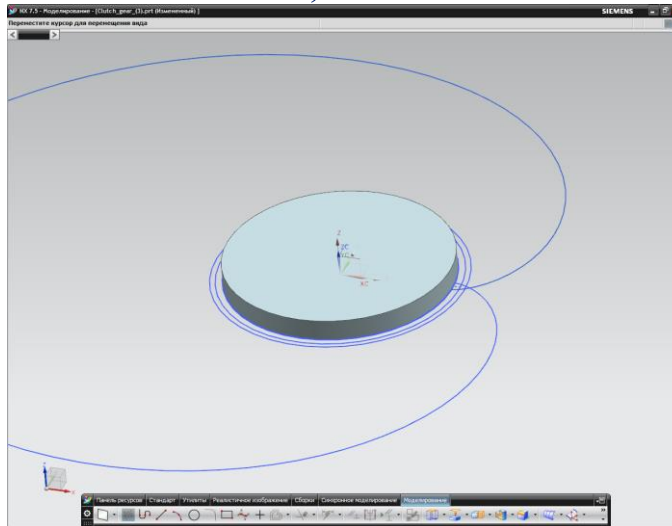 NX 7.5 - Моделирование - [Clutch_gear_(3).prt (Измененный) ]
SIEMENS
Переместите курсор для перемещения вида
Панель ресурсов Стандарт Утилиты Реалистичное изображение Сборки Синхронное моделирование Моделирование